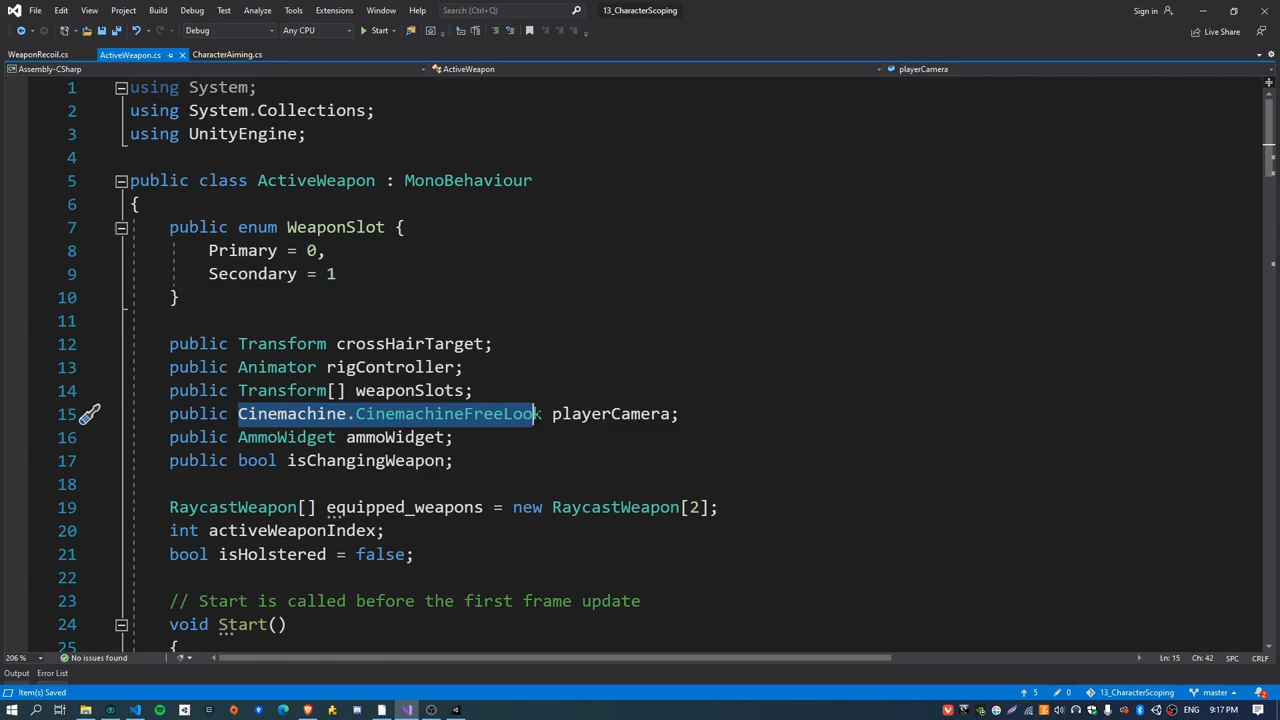 File Edit View Git Project Build Debug Test Analyze Tools Extensions Window Help Search (Ctrl+Q) 13_CharacterScoping Sign in
Debug Any CPU Start Live Share
WeaponRecoil.cs ActiveWeapon.cs CharacterAiming.cs
Assembly-CSharp ActiveWeapon playerCamera
1 using System;
2 using System.Collections;
3 using UnityEngine;
4
5 public class ActiveWeapon : MonoBehaviour
6 {
7 public enum WeaponSlot {
8 Primary = 0,
9 Secondary = 1
10 }
11
12 public Transform crossHairTarget;
13 public Animator rigController;
14 public Transform[] weaponSlots;
15 public Cinemachine.CinemachineFreeLook playerCamera;
16 public AmmoWidget ammoWidget;
17 public bool isChangingWeapon;
18
19 RaycastWeapon[] equipped_weapons = new RaycastWeapon[2];
20 int activeWeaponIndex;
21 bool isHolstered = false;
22
23 // Start is called before the first frame update
24 void Start()
25 {
206 % No issues found Ln: 15 Ch: 42 SPC CRLF
Output Error List
Item(s) Saved 5 0 13_CharacterScoping master 2
ENG 9:17 PM